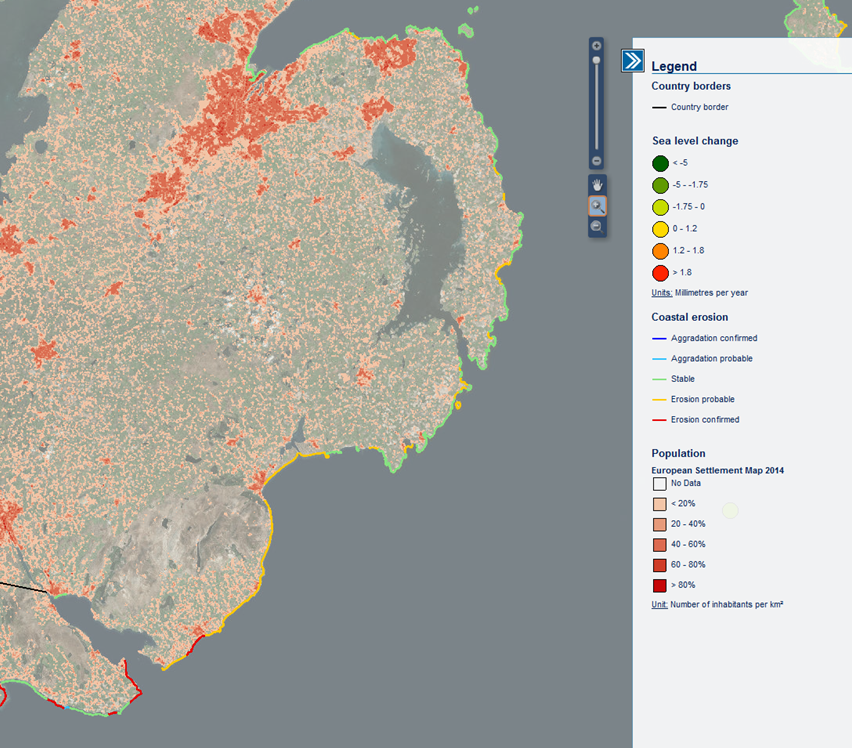 Legend
Country borders
Country border
Sea level change
< -5
-5 - -1.75
-1.75 - 0
0 - 1.2
1.2 - 1.8
> 1.8
Units: Millimetres per year
Coastal erosion
Aggradation confirmed
Aggradation probable
Stable
Erosion probable
Erosion confirmed
Population
European Settlement Map 2014
No Data
< 20%
20 - 40%
40 - 60%
60 - 80%
> 80%
Unit: Number of inhabitants per km²